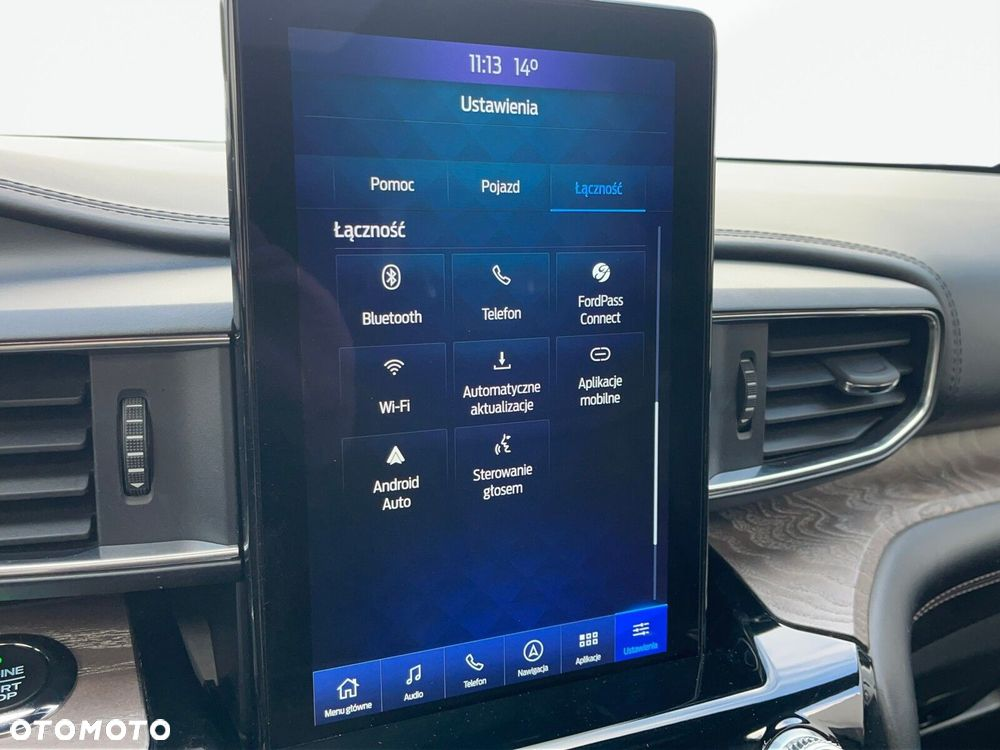 11:13 14º
Ustawienia
Pomoc Pojazd Łączność
Łączność
Bluetooth
Telefon
FordPass
Connect
Wi-Fi
Automatyczne
aktualizacje
Aplikacje
mobilne
Android
Auto
Sterowanie
głosem
Menu główne Audio Telefon Nawigacja Aplikacje Ustawienia
OTOMOTO